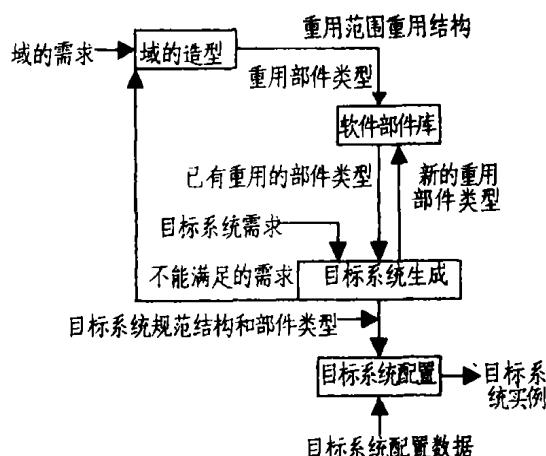 重用范围重用结构
域的需求
域的造型
重用部件类型
软件部件库
已有重用的部件类型
新的重用
部件类型
目标系统需求
不能满足的需求
目标系统生成
目标系统规范结构和部件类型
目标系统配置
目标系
统实例
目标系统配置数据